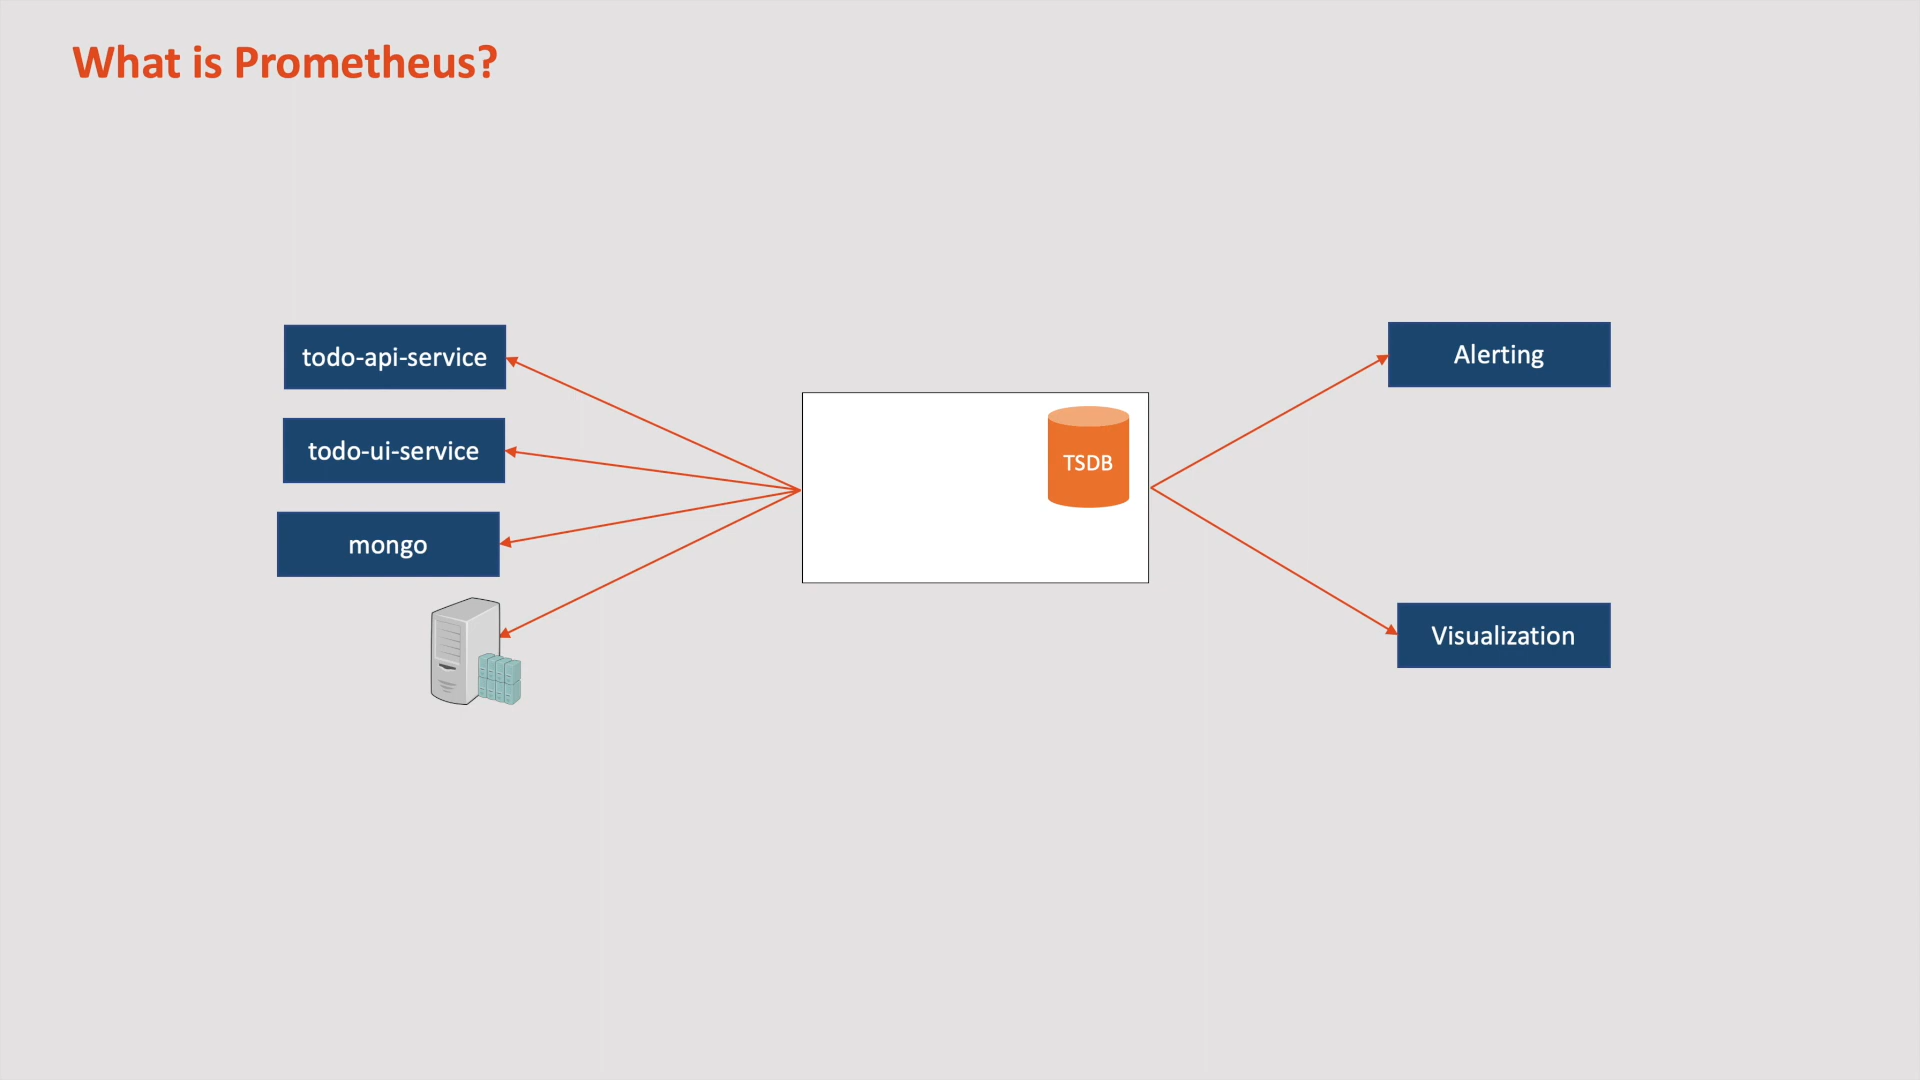 What is Prometheus?
todo-api-service
todo-ui-service
mongo
TSDB
Alerting
Visualization